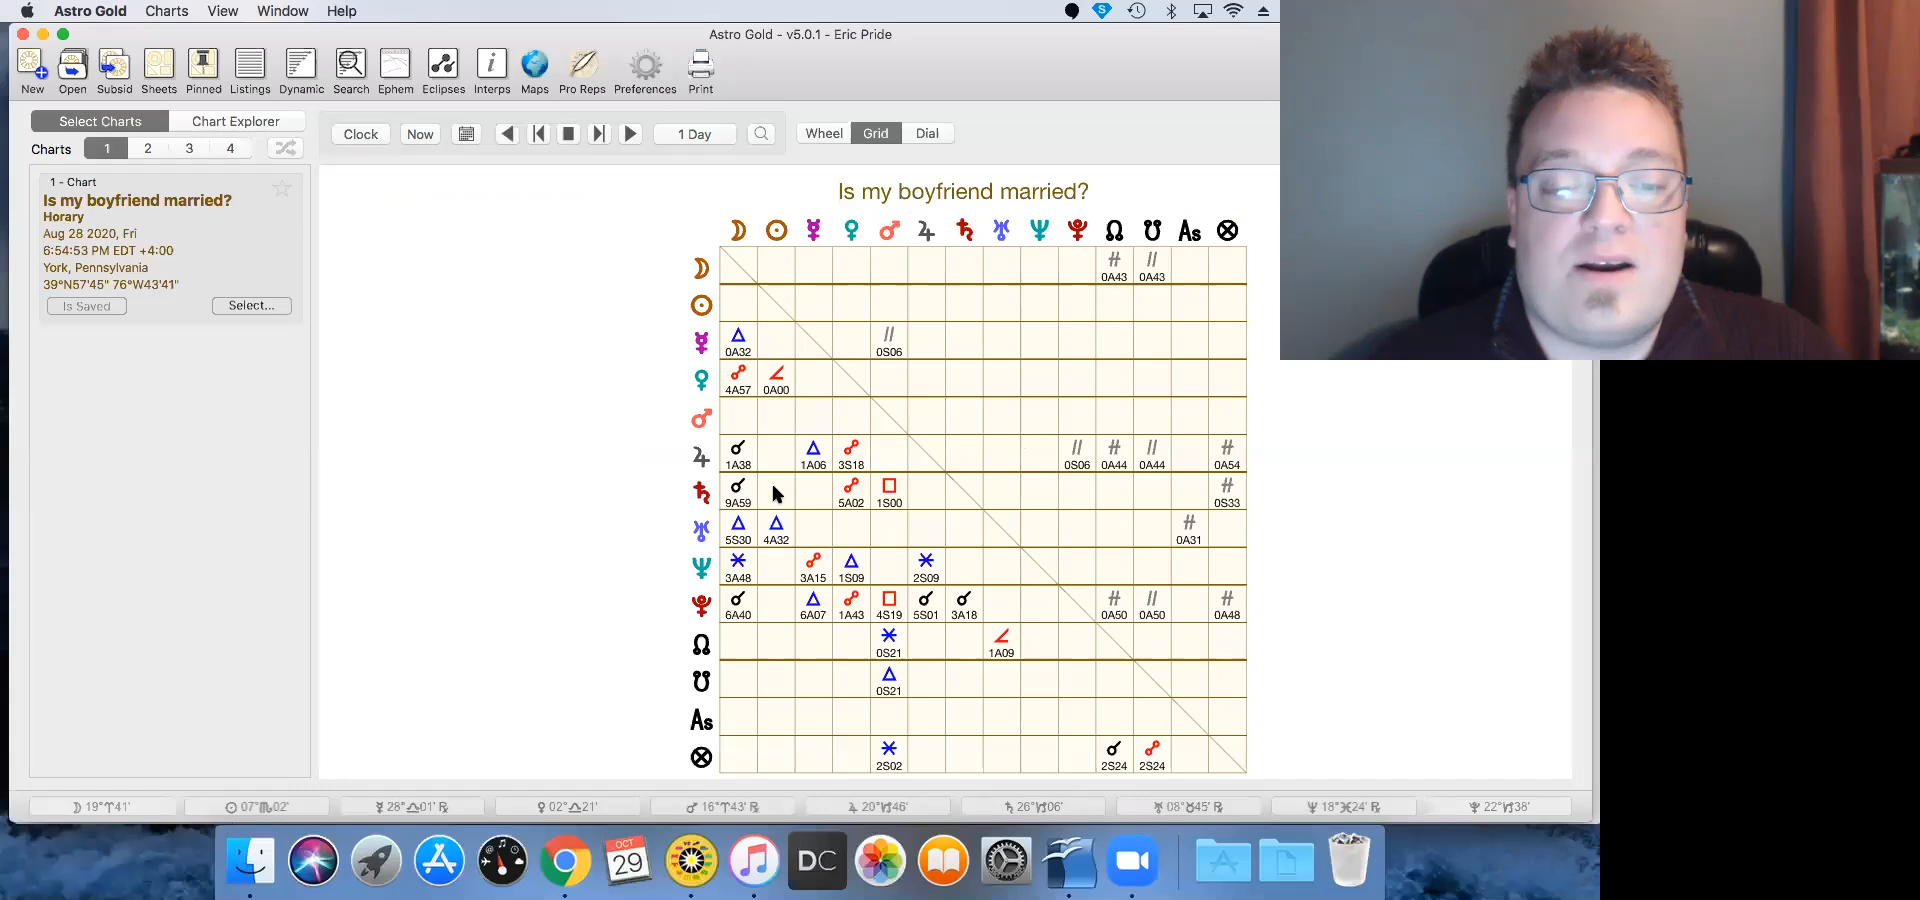 Astro Gold Charts View Window Help
Astro Gold - v5.0.1 - Eric Pride
New Open Subsid Sheets Pinned Listings Dynamic Search Ephem Eclipses Interps Maps Pro Reps Preferences Print
Select Charts Chart Explorer
Charts 1 2 3 4
Clock Now 1 Day Wheel Grid Dial
1 - Chart
Is my boyfriend married?
Horary
Aug 28 2020, Fri
6:54:53 PM EDT +4:00
York, Pennsylvania
39°N57'45" 76°W43'41"
Is Saved Select...
Is my boyfriend married?
☽ ☉ ☿ ♀ ♂ ♃ ♄ ♅ ♆ ♇ ☊ ☋ As ⊗
☽ 0A43 0A43
☉
☿ 0A32 0S06
♀ 4A57 0A00
♂
♃ 1A38 1A06 3S18 0S06 0A44 0A44 0A54
♄ 9A59 5A02 1S00 0S33
♅ 5S30 4A32 0A31
♆ 3A48 3A15 1S09 2S09
♇ 6A40 6A07 1A43 4S19 5S01 3A18 0A50 0A50 0A48
☊ 0S21 1A09
☋ 0S21
As
⊗ 2S02 2S24 2S24
☽ 19°♈41' ☉ 07°♏02' ☿ 28°♎01' ℞ ♀ 02°♎21' ♂ 16°♈43' ℞ ♃ 20°♑46' ♄ 26°♑06' ♅ 08°♉45' ℞ ♆ 18°♓24' ℞ ♇ 22°♑38'
OCT
29
DC